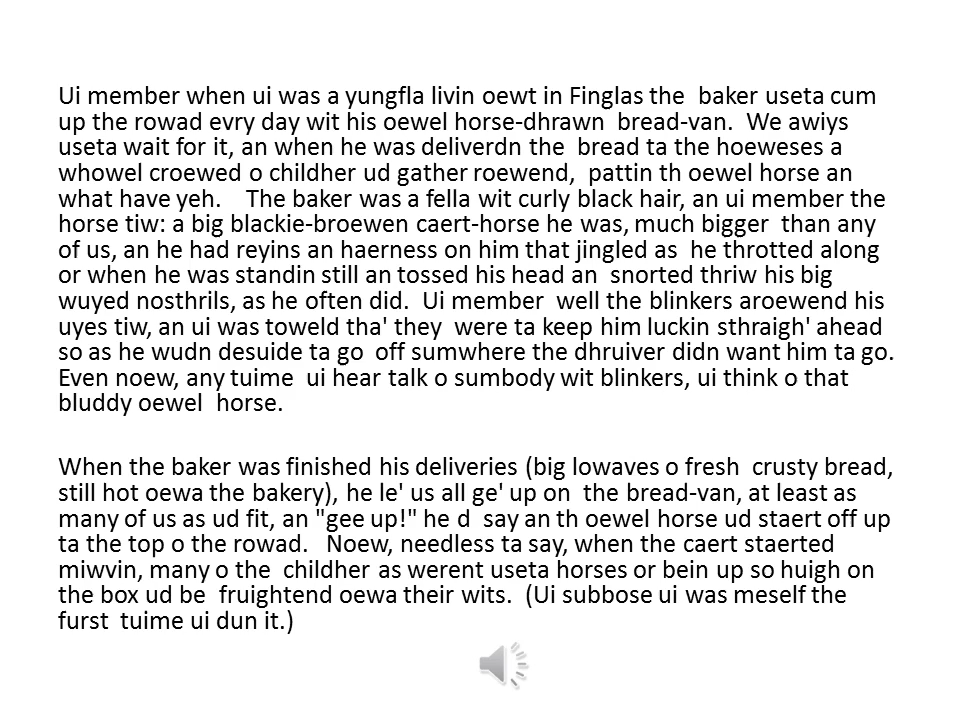 Ui member when ui was a yungfla livin oewt in Finglas the  baker useta cum
up the rowad evry day wit his oewel horse-dhrawn  bread-van.  We awiys
useta wait for it, an when he was deliverdn the  bread ta the hoeweses a
whowel croewed o childher ud gather roewend,  pattin th oewel horse an
what have yeh.    The baker was a fella wit curly black hair, an ui member the
horse tiw: a big blackie-broewen caert-horse he was, much bigger  than any
of us, an he had reyins an haerness on him that jingled as  he throtted along
or when he was standin still an tossed his head an  snorted thriw his big
wuyed nosthrils, as he often did.  Ui member  well the blinkers aroewend his
uyes tiw, an ui was toweld tha' they  were ta keep him luckin sthraigh' ahead
so as he wudn desuide ta go  off sumwhere the dhruiver didn want him ta go.
Even noew, any tuime  ui hear talk o sumbody wit blinkers, ui think o that
bluddy oewel  horse.
When the baker was finished his deliveries (big lowaves o fresh  crusty bread,
still hot oewa the bakery), he le' us all ge' up on  the bread-van, at least as
many of us as ud fit, an "gee up!" he d  say an th oewel horse ud staert off up
ta the top o the rowad.   Noew, needless ta say, when the caert staerted
miwvin, many o the  childher as werent useta horses or bein up so huigh on
the box ud be  fruightend oewa their wits.  (Ui subbose ui was meself the
furst  tuime ui dun it.)